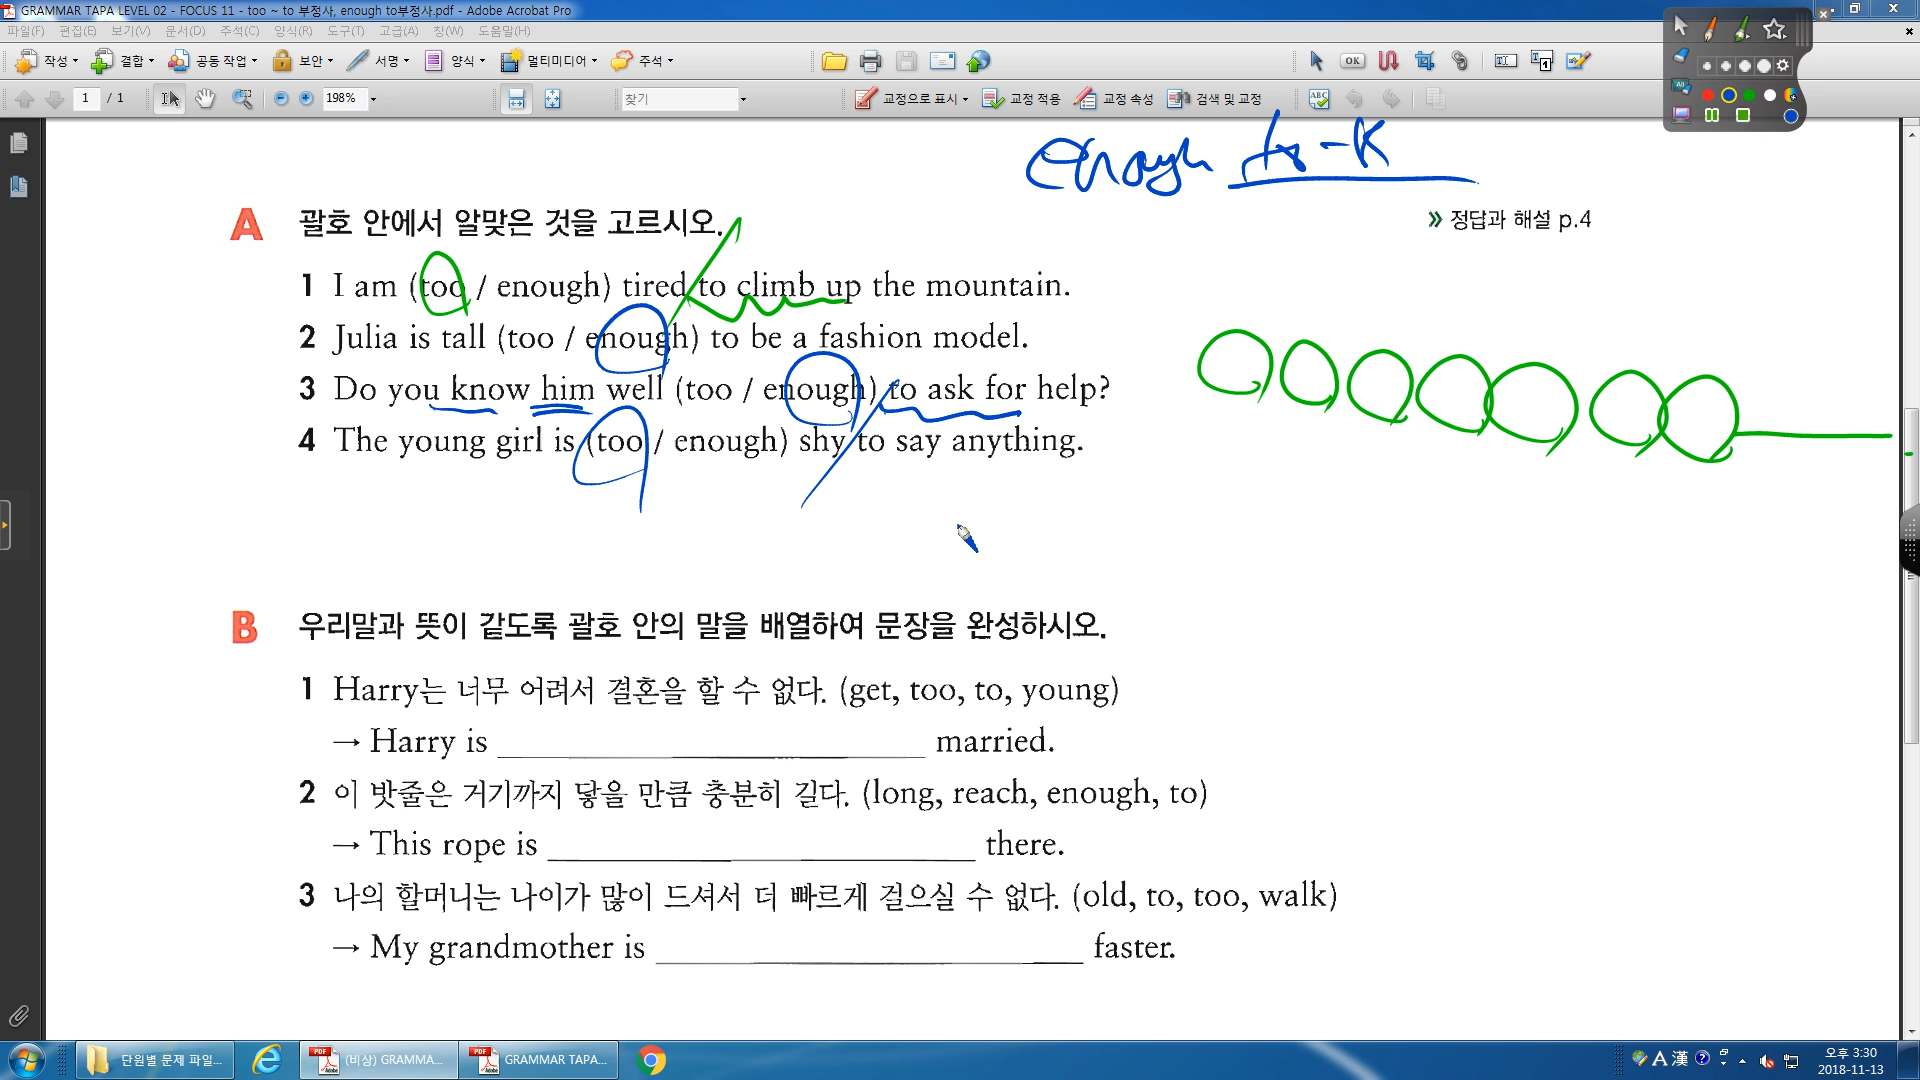 GRAMMAR TAPA LEVEL 02 - FOCUS 11 - too ~ to 부정사, enough to부정사.pdf - Adobe Acrobat Pro
파일(F) 편집(E) 보기(V) 문서(D) 주석(C) 양식(R) 도구(T) 고급(A) 창(W) 도움말(H)
작성 결합 공동 작업 보안 서명 양식 멀티미디어 주석 OK
1 / 1 198% 찾기 교정으로 표시 교정 적용 교정 속성 검색 및 교정
enough to-R
A 괄호 안에서 알맞은 것을 고르시오. 정답과 해설 p.4
1 I am (too / enough) tired to climb up the mountain.
2 Julia is tall (too / enough) to be a fashion model.
3 Do you know him well (too / enough) to ask for help?
4 The young girl is (too / enough) shy to say anything.
B 우리말과 뜻이 같도록 괄호 안의 말을 배열하여 문장을 완성하시오.
1 Harry는 너무 어려서 결혼을 할 수 없다. (get, too, to, young)
→ Harry is ____ married.
2 이 밧줄은 거기까지 닿을 만큼 충분히 길다. (long, reach, enough, to)
→ This rope is ____ there.
3 나의 할머니는 나이가 많이 드셔서 더 빠르게 걸으실 수 없다. (old, to, too, walk)
→ My grandmother is ____ faster.
단원별 문제 파일... (비상) GRAMMA... GRAMMAR TAPA... A 漢 오후 3:30
2018-11-13